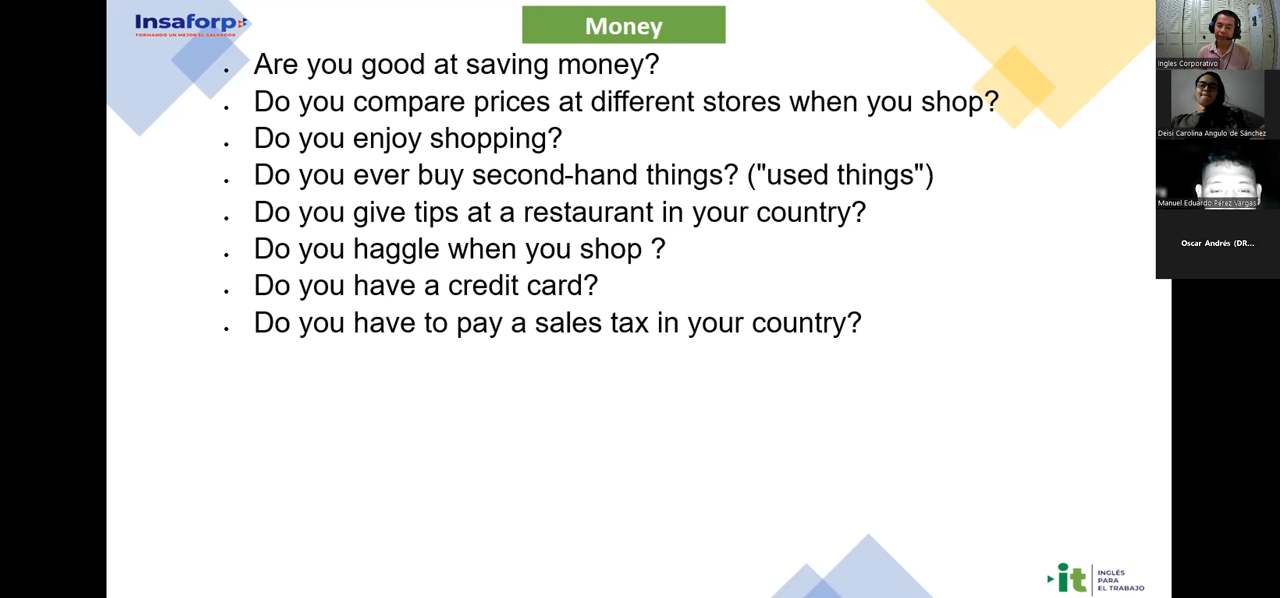 Insaforp
FORMANDO UN MEJOR EL SALVADOR
Money
Are you good at saving money?
Do you compare prices at different stores when you shop?
Do you enjoy shopping?
Do you ever buy second-hand things? ("used things")
Do you give tips at a restaurant in your country?
Do you haggle when you shop ?
Do you have a credit card?
Do you have to pay a sales tax in your country?
Ingles Corporativo
Deisi Carolina Angulo de Sánchez
Manuel Eduardo Pérez Vargas
Oscar Andrés (DR...
it
INGLÉS
PARA
EL TRABAJO